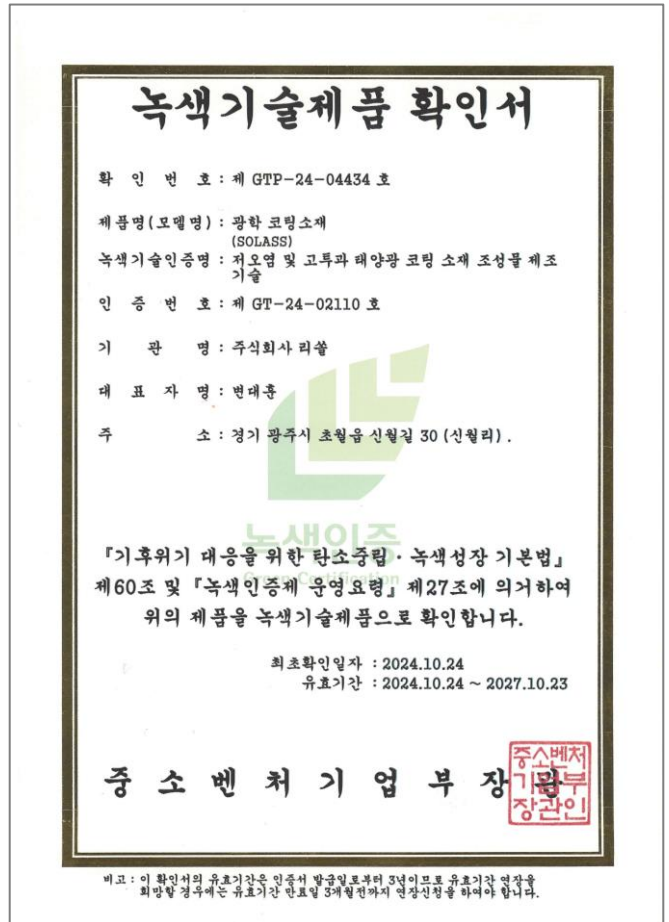 녹색기술제품 확인서
확 인 번 호 : 제 GTP-24-04434 호
제품명(모델명) : 광학 코팅소재
(SOLASS)
녹색기술인증명 : 저오염 및 고투과 태양광 코팅 소재 조성물 제조
기술
인 증 번 호 : 제 GT-24-02110 호
기 관 명 : 주식회사 리쏠
대 표 자 명 : 변대훈
주 소 : 경기 광주시 초월읍 신월길 30 (신월리) .
녹색인증
Green Certification
『기후위기 대응을 위한 탄소중립 · 녹색성장 기본법』
제60조 및 『녹색인증제 운영요령』 제27조에 의거하여
위의 제품을 녹색기술제품으로 확인합니다.
최초확인일자 : 2024.10.24
유효기간 : 2024.10.24 ~ 2027.10.23
중 소 벤 처 기 업 부 장 관
중소벤처
기업부
장관인
비고 : 이 확인서의 유효기간은 인증서 발급일로부터 3년이므로 유효기간 연장을
희망할 경우에는 유효기간 만료일 3개월전까지 연장신청을 하여야 합니다.